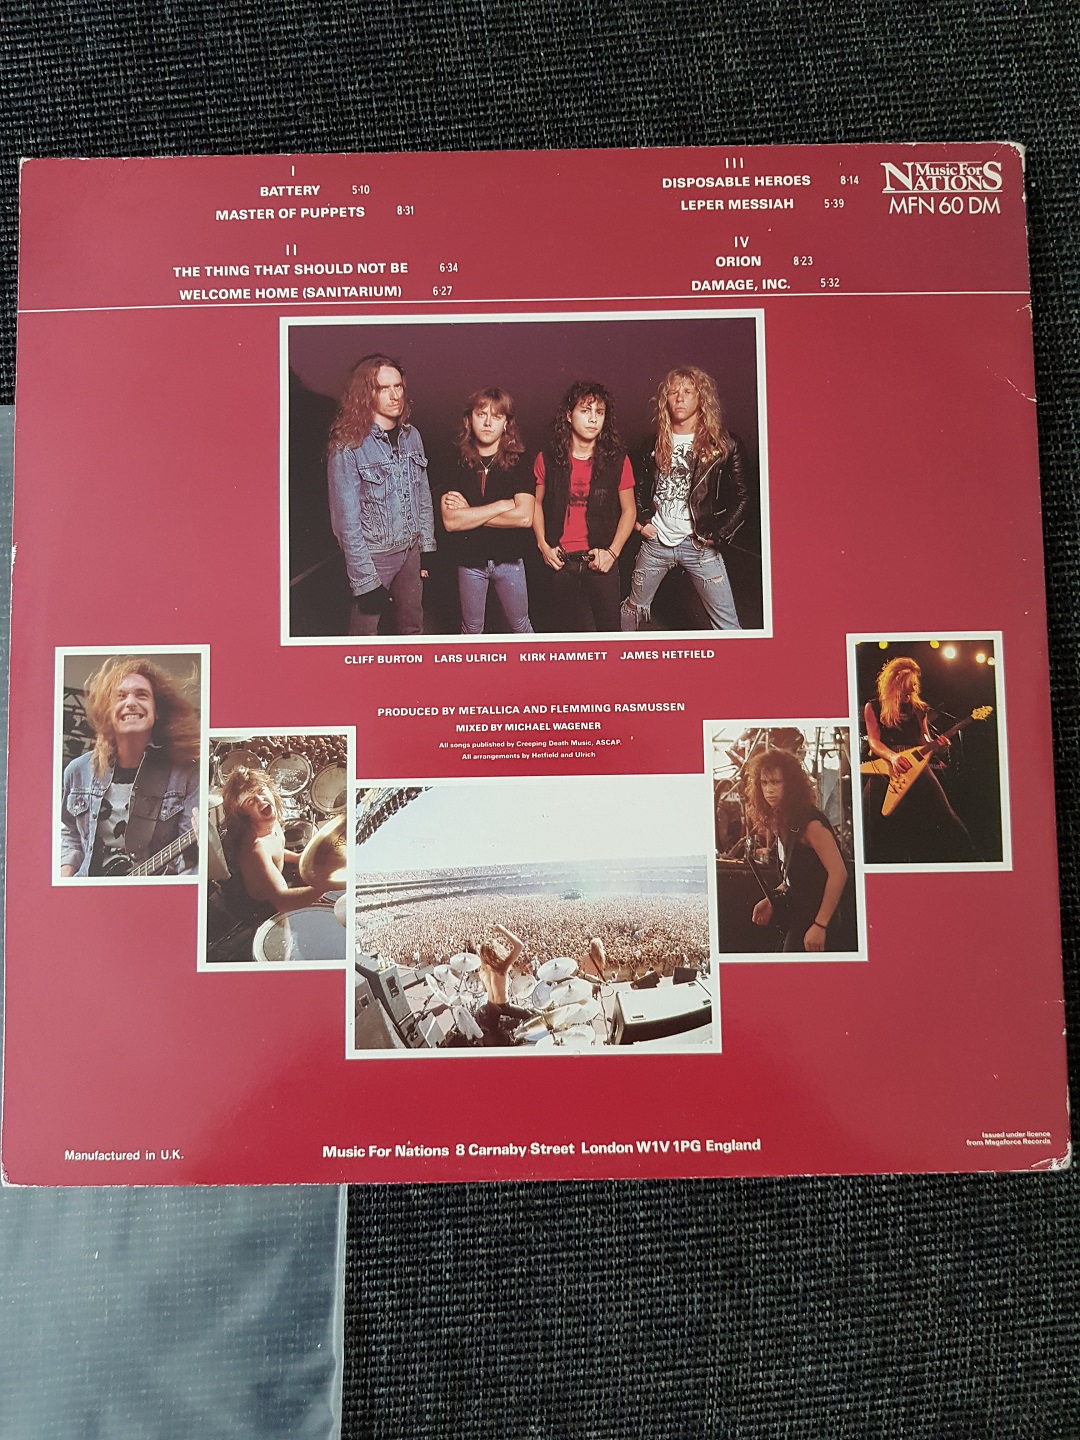 I
BATTERY 5·10
MASTER OF PUPPETS 8·31
II
THE THING THAT SHOULD NOT BE 6·34
WELCOME HOME (SANITARIUM) 6·27
III
DISPOSABLE HEROES 8·14
LEPER MESSIAH 5·39
IV
ORION 8·23
DAMAGE, INC. 5·32
Music For
NATIONS
MFN 60 DM
CLIFF BURTON LARS ULRICH KIRK HAMMETT JAMES HETFIELD
PRODUCED BY METALLICA AND FLEMMING RASMUSSEN
MIXED BY MICHAEL WAGENER
All songs published by Creeping Death Music, ASCAP.
All arrangements by Hetfield and Ulrich
Manufactured in U.K.
Music For Nations 8 Carnaby Street London W1V 1PG England
Issued under licence
from Megaforce Records